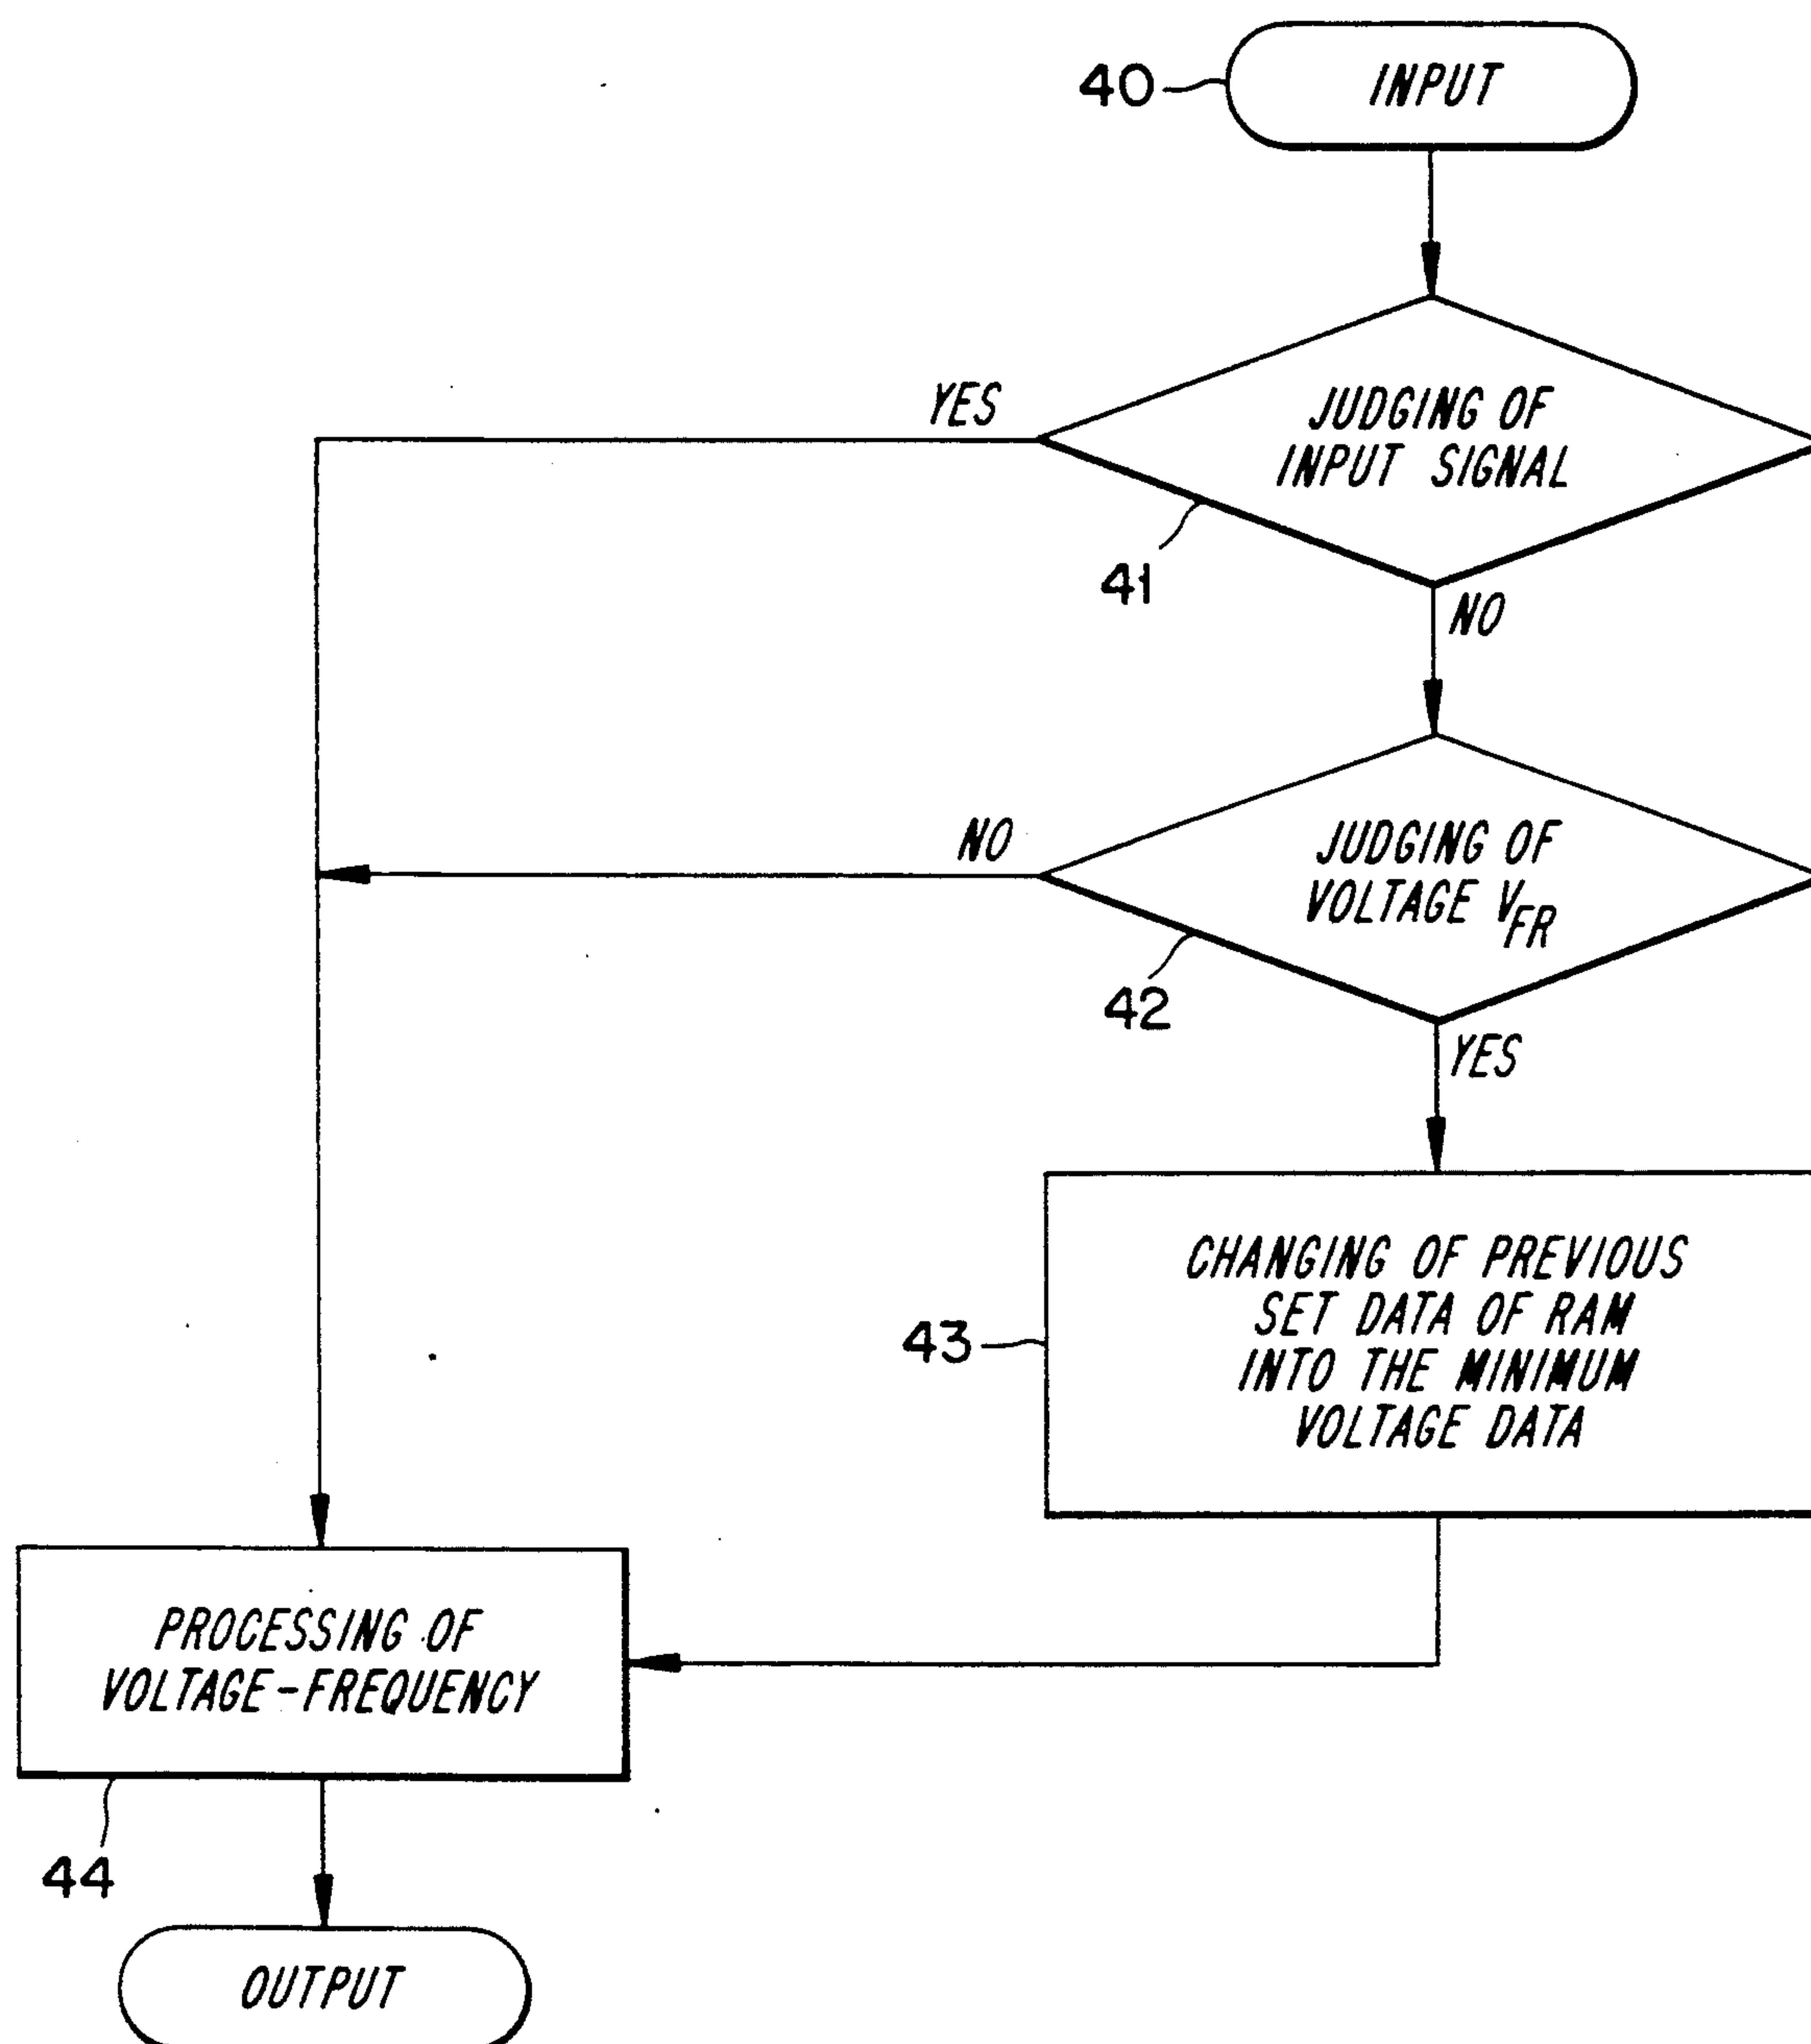 40
INPUT
YES
JUDGING OF
INPUT SIGNAL
41
NO
NO
JUDGING OF
VOLTAGE VFR
42
YES
CHANGING OF PREVIOUS
SET DATA OF RAM
INTO THE MINIMUM
VOLTAGE DATA
43
PROCESSING OF
VOLTAGE-FREQUENCY
44
OUTPUT